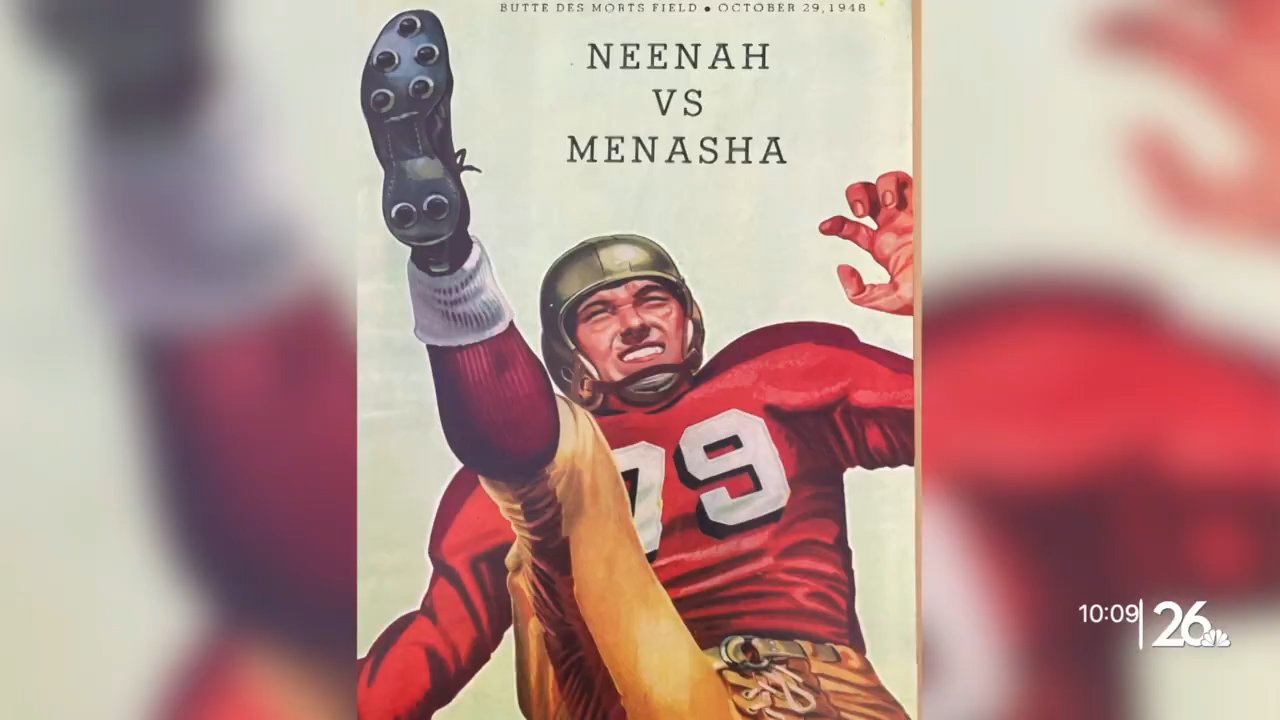 BUTTE DES MORTS FIELD • OCTOBER 29, 1948
NEENAH
VS
MENASHA
79
10:09
26